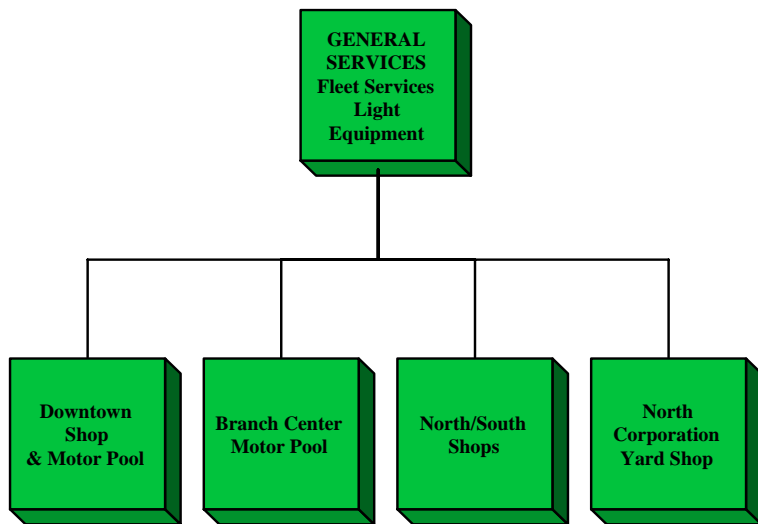 GENERAL
SERVICES
Fleet Services
Light
Equipment
Downtown
Shop
& Motor Pool
Branch Center
Motor Pool
North/South
Shops
North
Corporation
Yard Shop